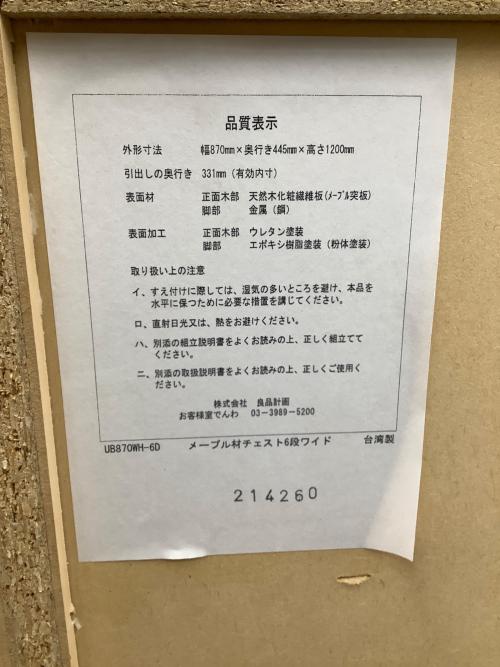 品質表示
外形寸法 幅870mm×奥行き445mm×高さ1200mm
引出しの奥行き 331mm（有効内寸）
表面材 正面木部 天然木化粧繊維板(ﾒｰﾌﾟﾙ突板)
脚部 金属（鋼）
表面加工 正面木部 ウレタン塗装
脚部 エポキシ樹脂塗装（粉体塗装）
取り扱い上の注意
イ、すえ付けに際しては、湿気の多いところを避け、本品を
水平に保つために必要な措置を講じてください。
ロ、直射日光又は、熱をお避けください。
ハ、別添の組立説明書をよくお読みの上、正しく組立てて
ください。
ニ、別添の取扱説明書をよくお読みの上、正しくご使用く
ださい。
株式会社 良品計画
お客様室でんわ 03-3989-5200
UB870WH-6D メープル材チェスト6段ワイド 台湾製
214260